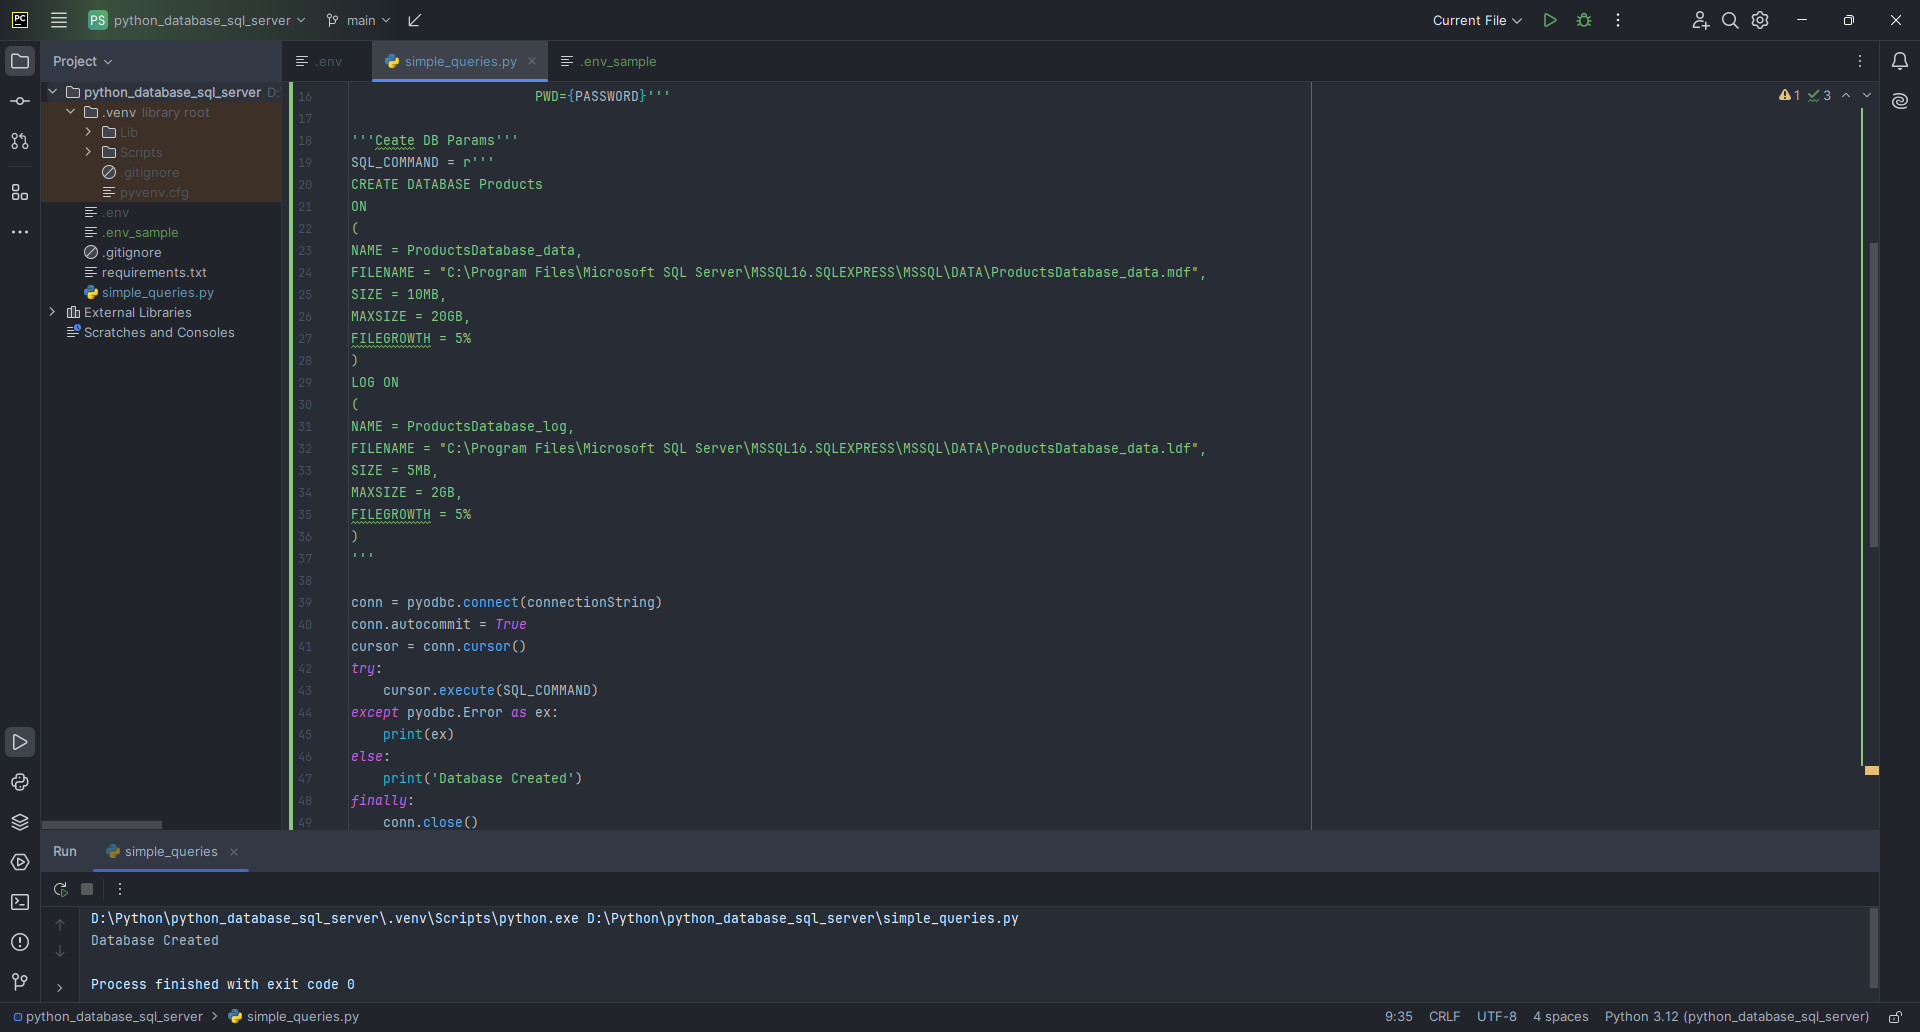 PC
PS python_database_sql_server main
Current File
Project
.env
simple_queries.py
.env_sample
python_database_sql_server D:
.venv library root
Lib
Scripts
.gitignore
pyvenv.cfg
.env
.env_sample
.gitignore
requirements.txt
simple_queries.py
External Libraries
Scratches and Consoles
1 3
16 PWD={PASSWORD}'''
17
18 '''Ceate DB Params'''
19 SQL_COMMAND = r'''
20 CREATE DATABASE Products
21 ON
22 (
23 NAME = ProductsDatabase_data,
24 FILENAME = "C:\Program Files\Microsoft SQL Server\MSSQL16.SQLEXPRESS\MSSQL\DATA\ProductsDatabase_data.mdf",
25 SIZE = 10MB,
26 MAXSIZE = 20GB,
27 FILEGROWTH = 5%
28 )
29 LOG ON
30 (
31 NAME = ProductsDatabase_log,
32 FILENAME = "C:\Program Files\Microsoft SQL Server\MSSQL16.SQLEXPRESS\MSSQL\DATA\ProductsDatabase_data.ldf",
33 SIZE = 5MB,
34 MAXSIZE = 2GB,
35 FILEGROWTH = 5%
36 )
37 '''
38
39 conn = pyodbc.connect(connectionString)
40 conn.autocommit = True
41 cursor = conn.cursor()
42 try:
43 cursor.execute(SQL_COMMAND)
44 except pyodbc.Error as ex:
45 print(ex)
46 else:
47 print('Database Created')
48 finally:
49 conn.close()
Run simple_queries
D:\Python\python_database_sql_server\.venv\Scripts\python.exe D:\Python\python_database_sql_server\simple_queries.py
Database Created
Process finished with exit code 0
python_database_sql_server > simple_queries.py
9:35 CRLF UTF-8 4 spaces Python 3.12 (python_database_sql_server)